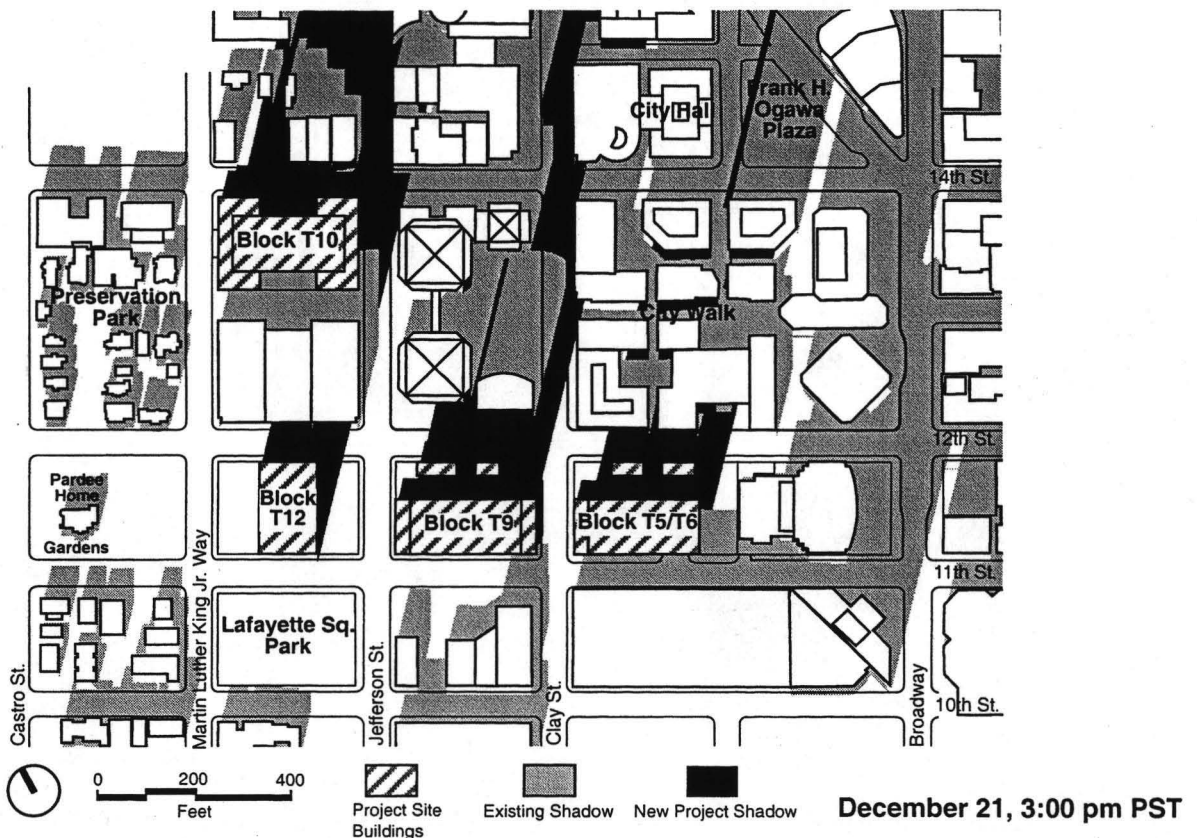 City Hall
Frank H.
Ogawa
Plaza
14th St.
Block T10
Preservation
Park
City Walk
12th St.
Pardee
Home
Gardens
Block
T12
Block T9
Block T5/T6
11th St.
Lafayette Sq.
Park
10th St.
Castro St.
Martin Luther King Jr. Way
Jefferson St.
Clay St.
Broadway
0 200 400
Feet
Project Site
Buildings
Existing Shadow
New Project Shadow
December 21, 3:00 pm PST